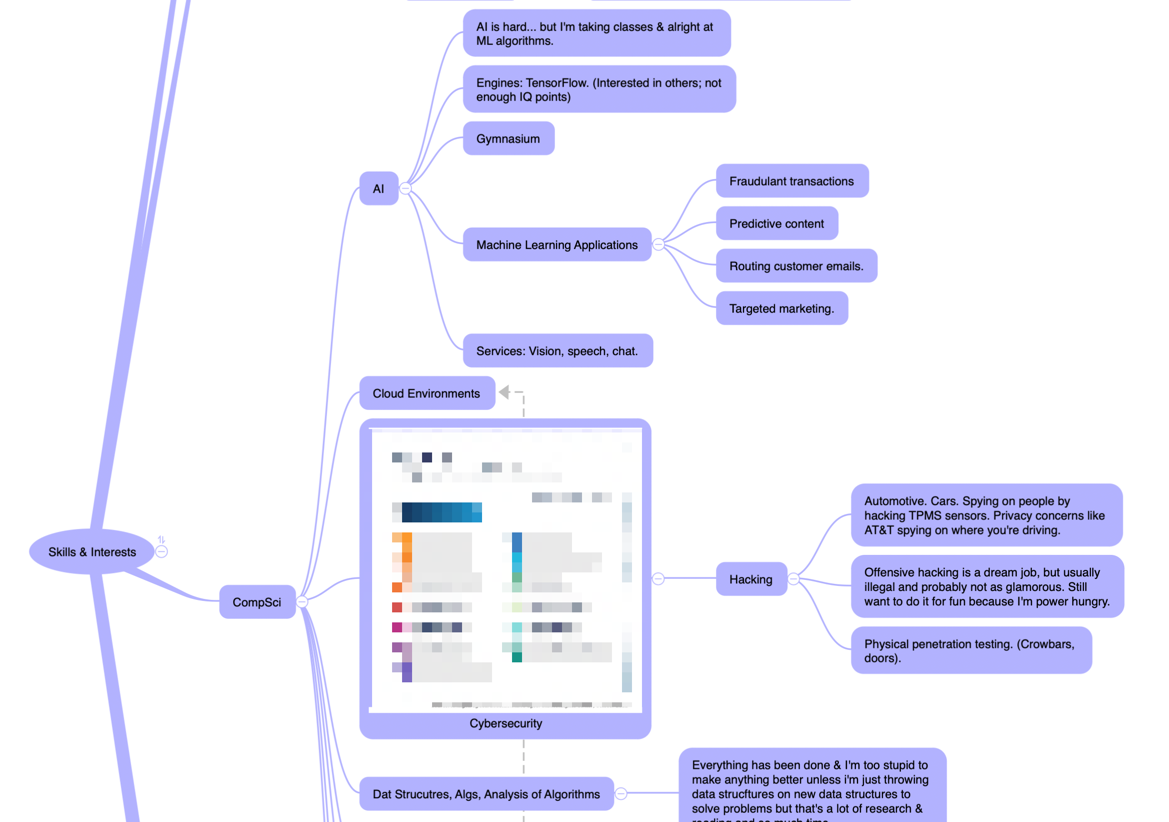 AI is hard... but I'm taking classes & alright at
ML algorithms.
Engines: TensorFlow. (Interested in others; not
enough IQ points)
Gymnasium
AI
Machine Learning Applications
Fraudulant transactions
Predictive content
Routing customer emails.
Targeted marketing.
Services: Vision, speech, chat.
Cloud Environments
Skills & Interests
CompSci
Cybersecurity
Hacking
Automotive. Cars. Spying on people by
hacking TPMS sensors. Privacy concerns like
AT&T spying on where you're driving.
Offensive hacking is a dream job, but usually
illegal and probably not as glamorous. Still
want to do it for fun because I'm power hungry.
Physical penetration testing. (Crowbars,
doors).
Dat Strucutres, Algs, Analysis of Algorithms
Everything has been done & I'm too stupid to
make anything better unless i'm just throwing
data strucftures on new data structures to
solve problems but that's a lot of research &
reading and so much time